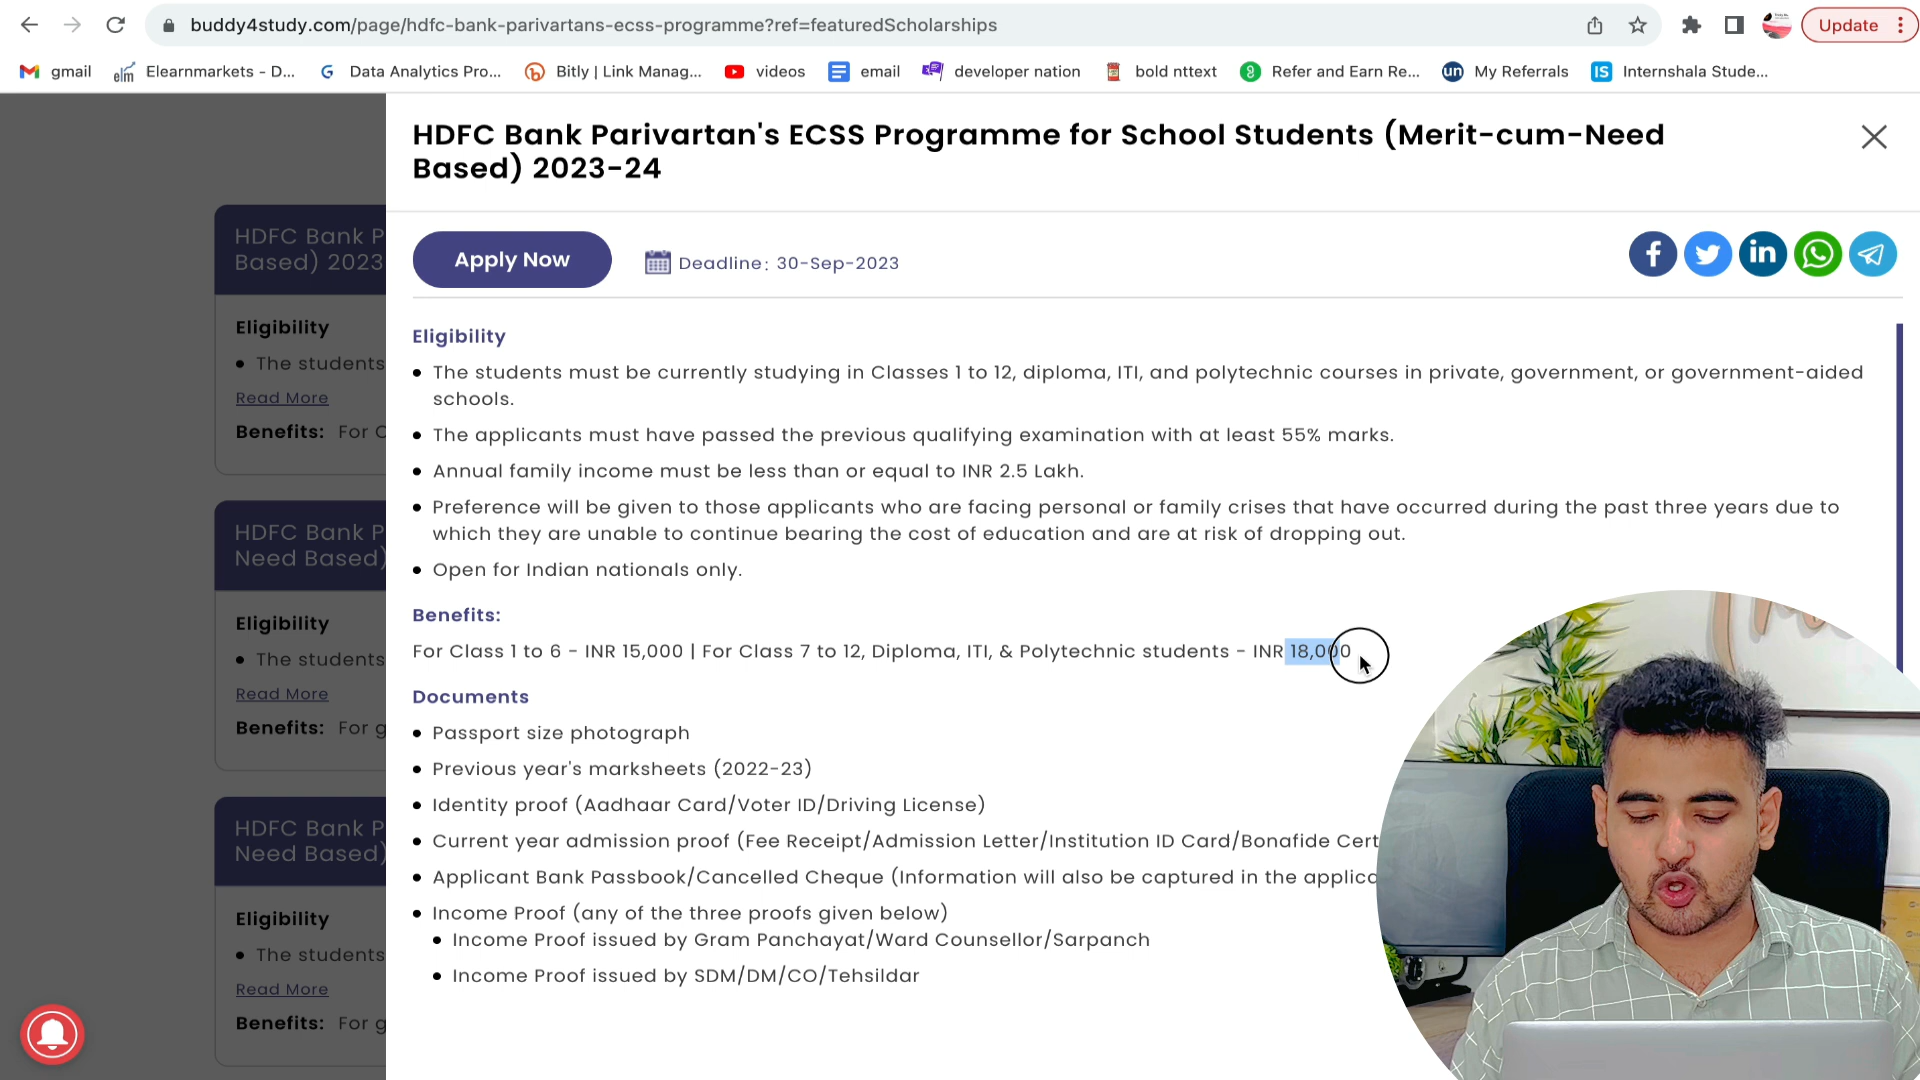 buddy4study.com/page/hdfc-bank-parivartans-ecss-programme?ref=featuredScholarships
Update
gmail
elm Elearnmarkets - D...
G Data Analytics Pro...
Bitly | Link Manag...
videos
email
developer nation
bold nttext
Refer and Earn Re...
un My Referrals
IS Internshala Stude...
HDFC Bank Parivartan's ECSS Programme for School Students (Merit-cum-Need
Based) 2023-24
Apply Now
Deadline: 30-Sep-2023
Eligibility
The students must be currently studying in Classes 1 to 12, diploma, ITI, and polytechnic courses in private, government, or government-aided
schools.
The applicants must have passed the previous qualifying examination with at least 55% marks.
Annual family income must be less than or equal to INR 2.5 Lakh.
Preference will be given to those applicants who are facing personal or family crises that have occurred during the past three years due to
which they are unable to continue bearing the cost of education and are at risk of dropping out.
Open for Indian nationals only.
Benefits:
For Class 1 to 6 - INR 15,000 | For Class 7 to 12, Diploma, ITI, & Polytechnic students - INR 18,000
Documents
Passport size photograph
Previous year's marksheets (2022-23)
Identity proof (Aadhaar Card/Voter ID/Driving License)
Current year admission proof (Fee Receipt/Admission Letter/Institution ID Card/Bonafide Cert
Applicant Bank Passbook/Cancelled Cheque (Information will also be captured in the applic
Income Proof (any of the three proofs given below)
Income Proof issued by Gram Panchayat/Ward Counsellor/Sarpanch
Income Proof issued by SDM/DM/CO/Tehsildar
HDFC Bank P
Based) 2023
Eligibility
The students
Read More
Benefits: For C
HDFC Bank P
Need Based)
Eligibility
The students
Read More
Benefits: For g
HDFC Bank P
Need Based)
Eligibility
The students
Read More
Benefits: For g